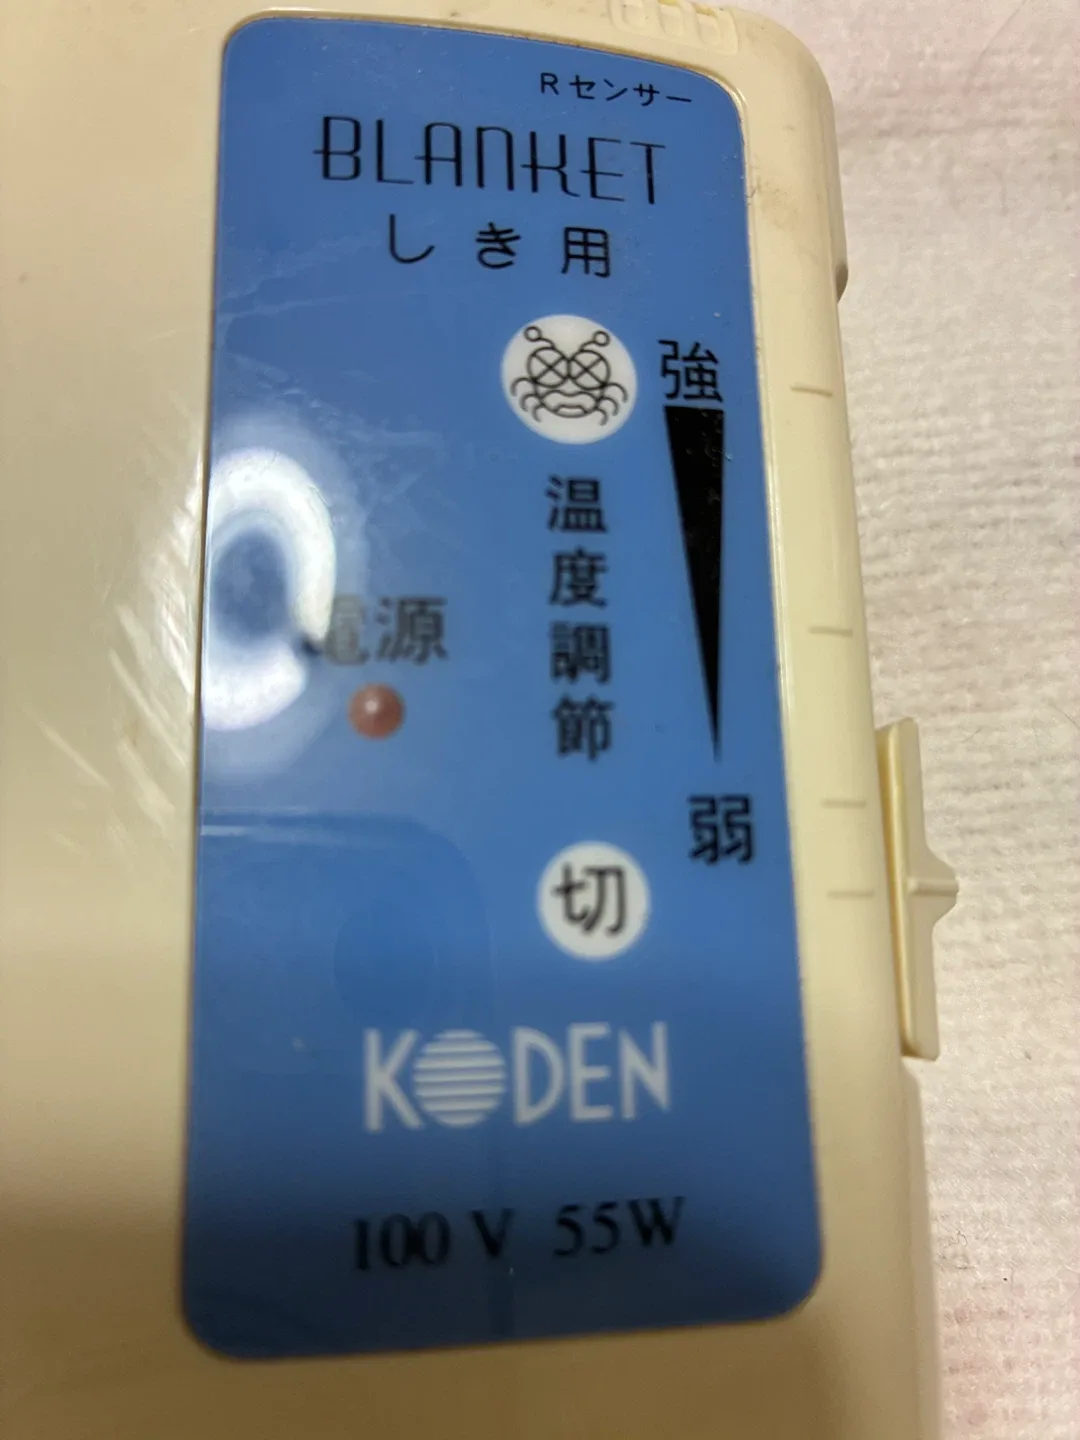 Rセンサー
BLANKET
しき用
強
温度調節
電源
弱
切
KODEN
100V 55W